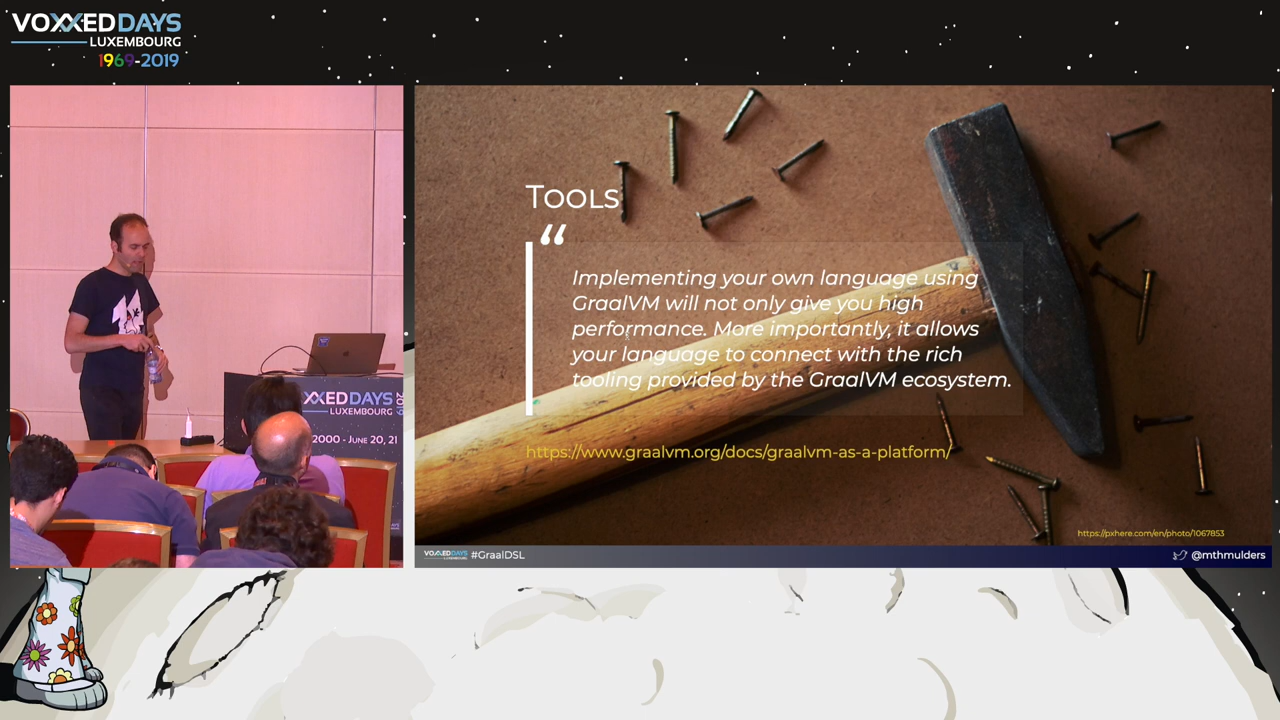 VOXXEDDAYS
LUXEMBOURG
1969-2019
TOOLS
“
Implementing your own language using
GraalVM will not only give you high
performance. More importantly, it allows
your language to connect with the rich
tooling provided by the GraalVM ecosystem.
https://www.graalvm.org/docs/graalvm-as-a-platform/
https://pxhere.com/en/photo/1067853
VOXXEDDAYS
LUXEMBOURG
#GraalDSL
@mthmulders
XXEDDAYS
LUXEMBOURG
2019
2000 - JUNE 20, 21